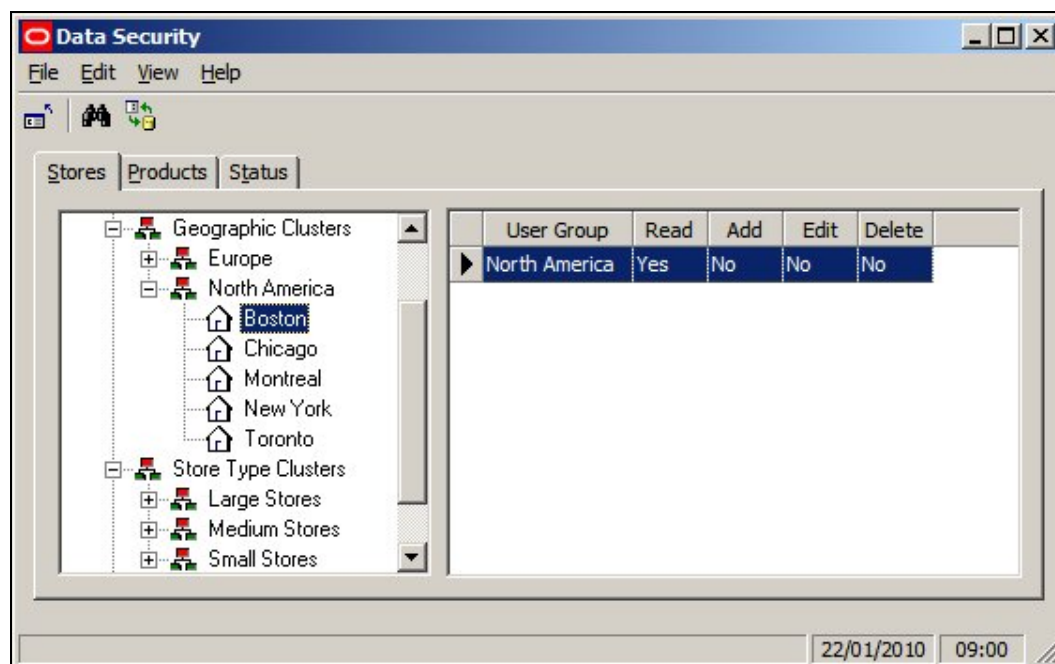 Data Security
File Edit View Help
Stores Products Status
Geographic Clusters
Europe
North America
Boston
Chicago
Montreal
New York
Toronto
Store Type Clusters
Large Stores
Medium Stores
Small Stores
User Group Read Add Edit Delete
North America Yes No No No
22/01/2010 09:00